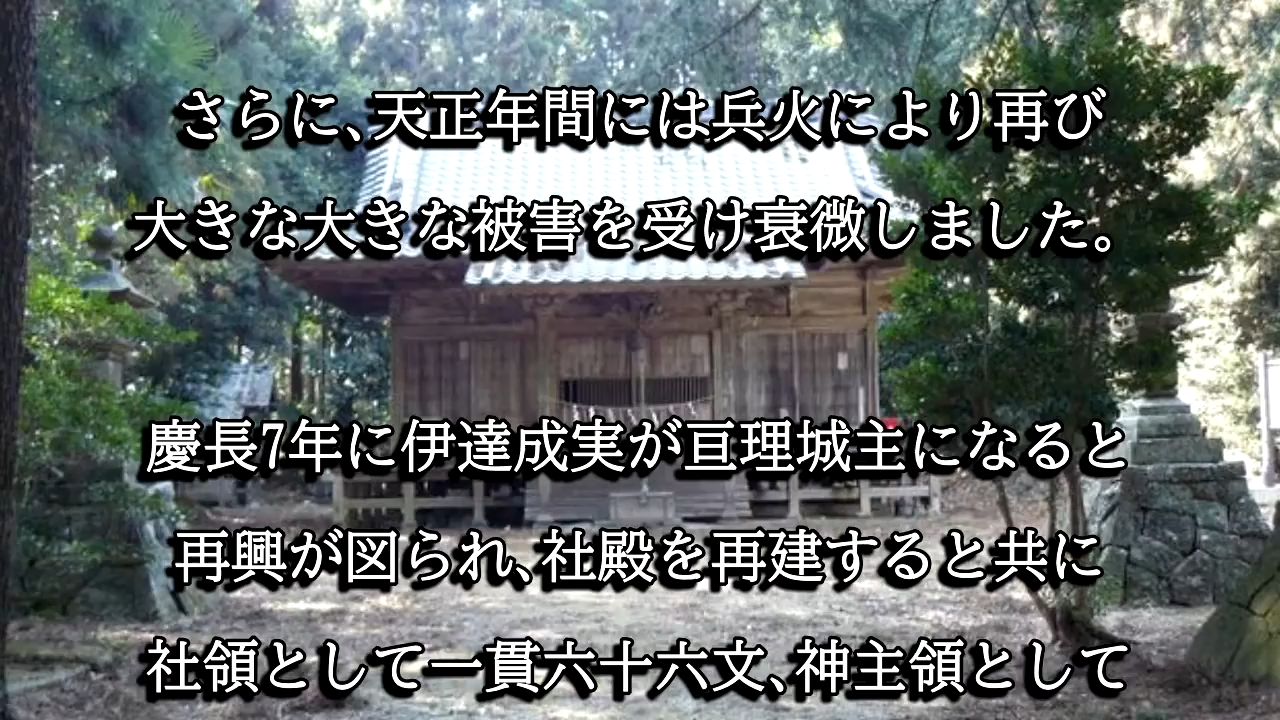 さらに､天正年間には兵火により再び
大きな大きな被害を受け衰微しました。
慶長7年に伊達成実が亘理城主になると
再興が図られ､社殿を再建すると共に
社領として一貫六十六文､神主領として